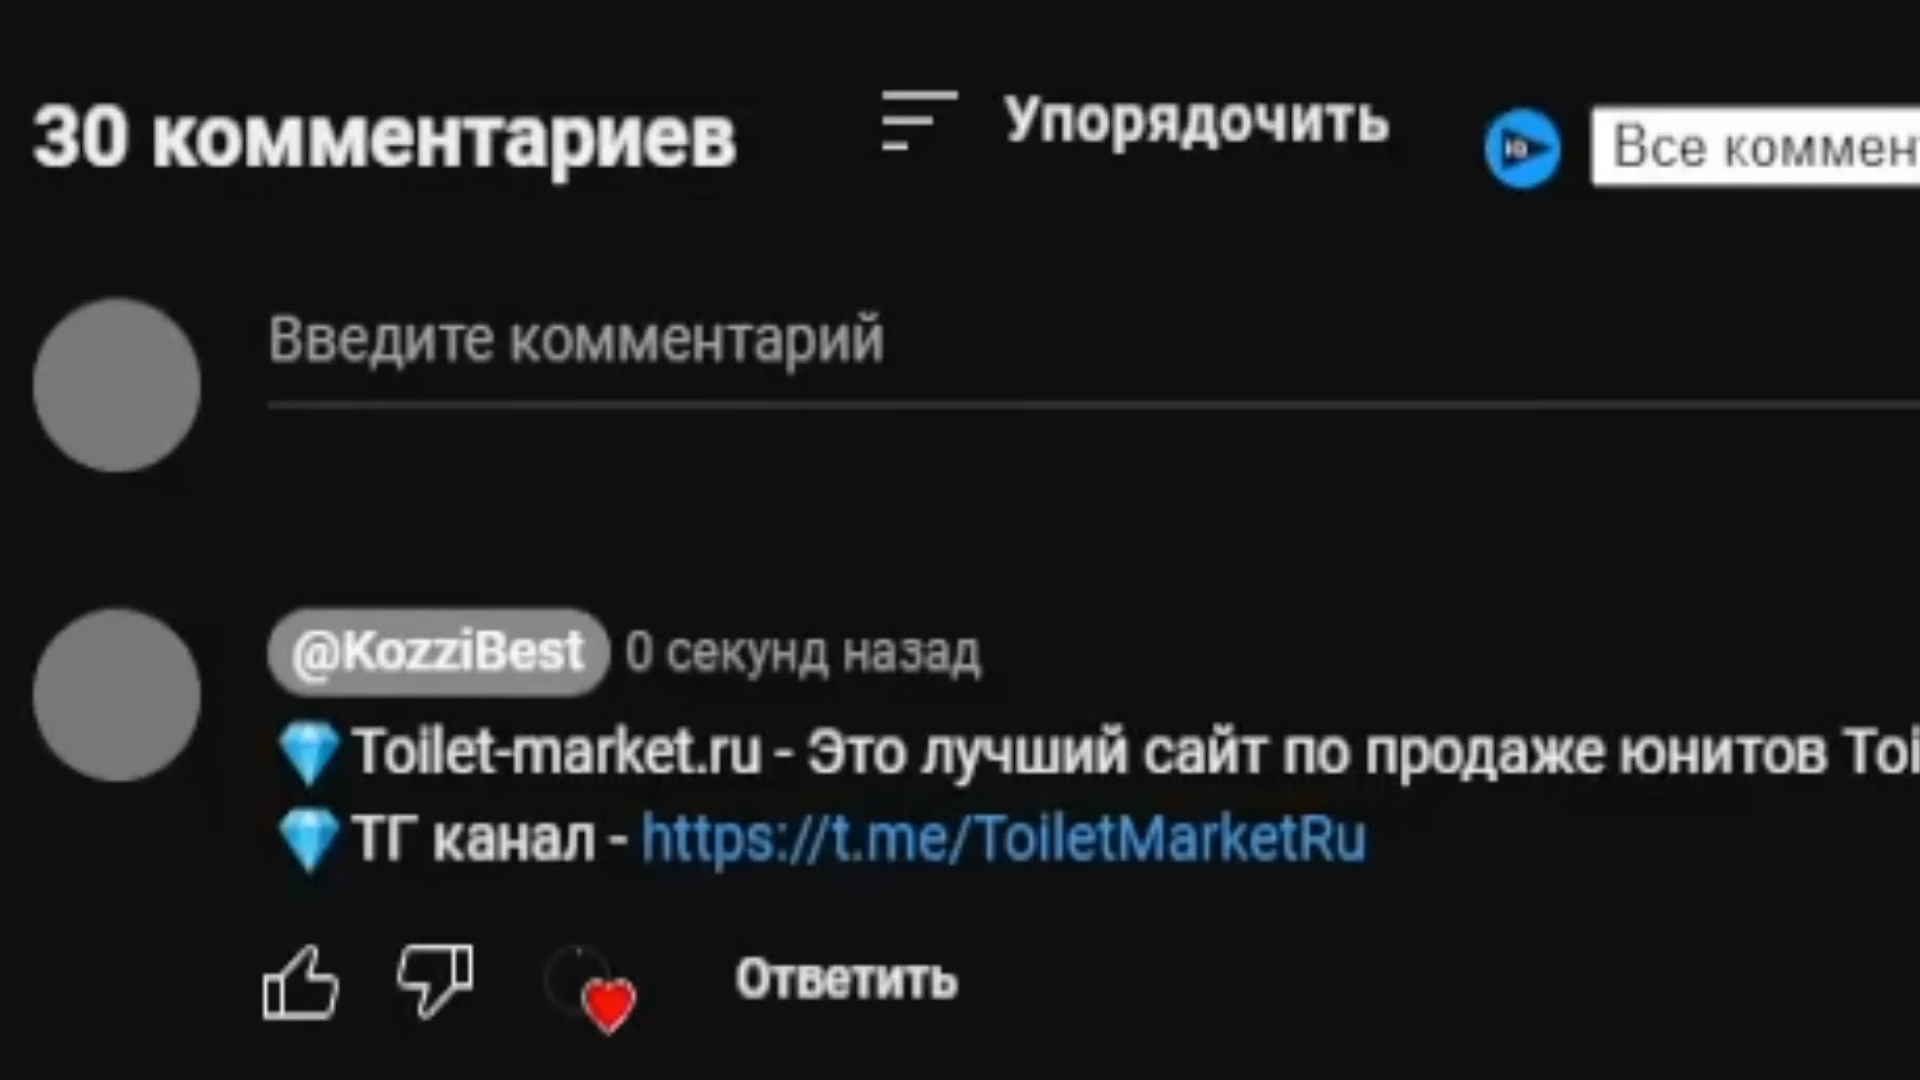 30 комментариев
Упорядочить
Все
Введите комментарий
@KozziBest 0 секунд назад
💎Toilet-market.ru - Это лучший сайт по продаже юнитов
💎ТГ канал - https://t.me/ToiletMarketRu
Ответить